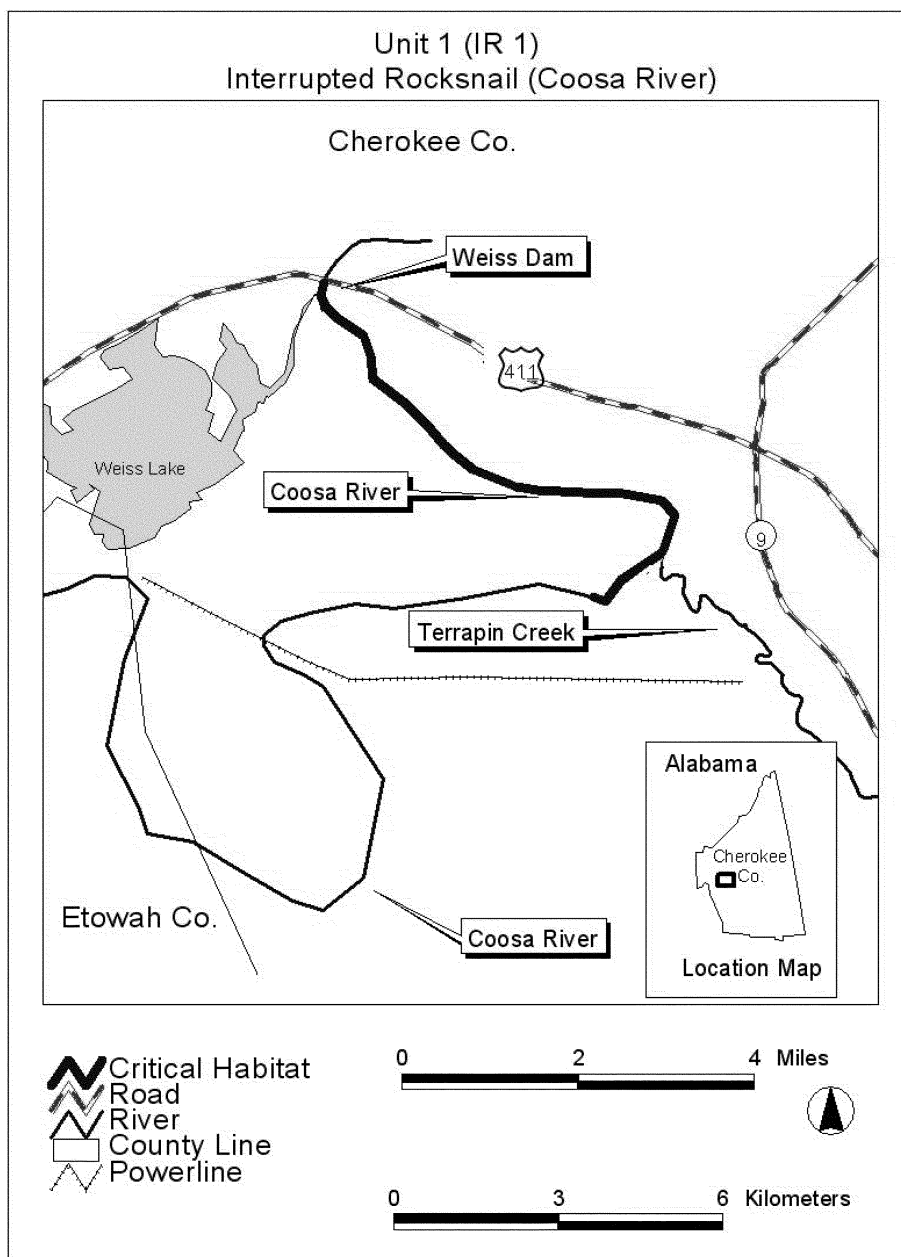 Unit 1 (IR 1)
Interrupted Rocksnail (Coosa River)
Cherokee Co.
Weiss Dam
411
Weiss Lake
Coosa River
9
Terrapin Creek
Alabama
Cherokee
Co.
Location Map
Etowah Co.
Coosa River
Critical Habitat
Road
River
County Line
Powerline
0 2 4 Miles
0 3 6 Kilometers